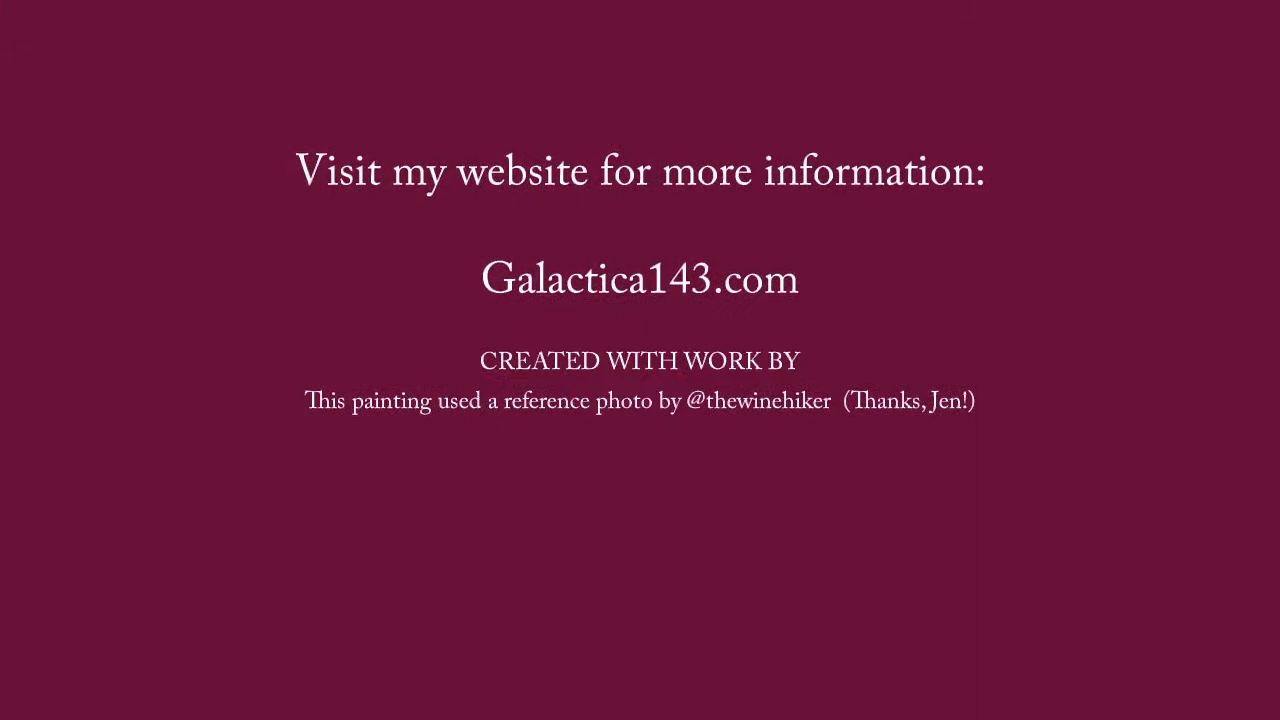 Visit my website for more information:
Galactica143.com
CREATED WITH WORK BY
This painting used a reference photo by @thewinehiker  (Thanks, Jen!)